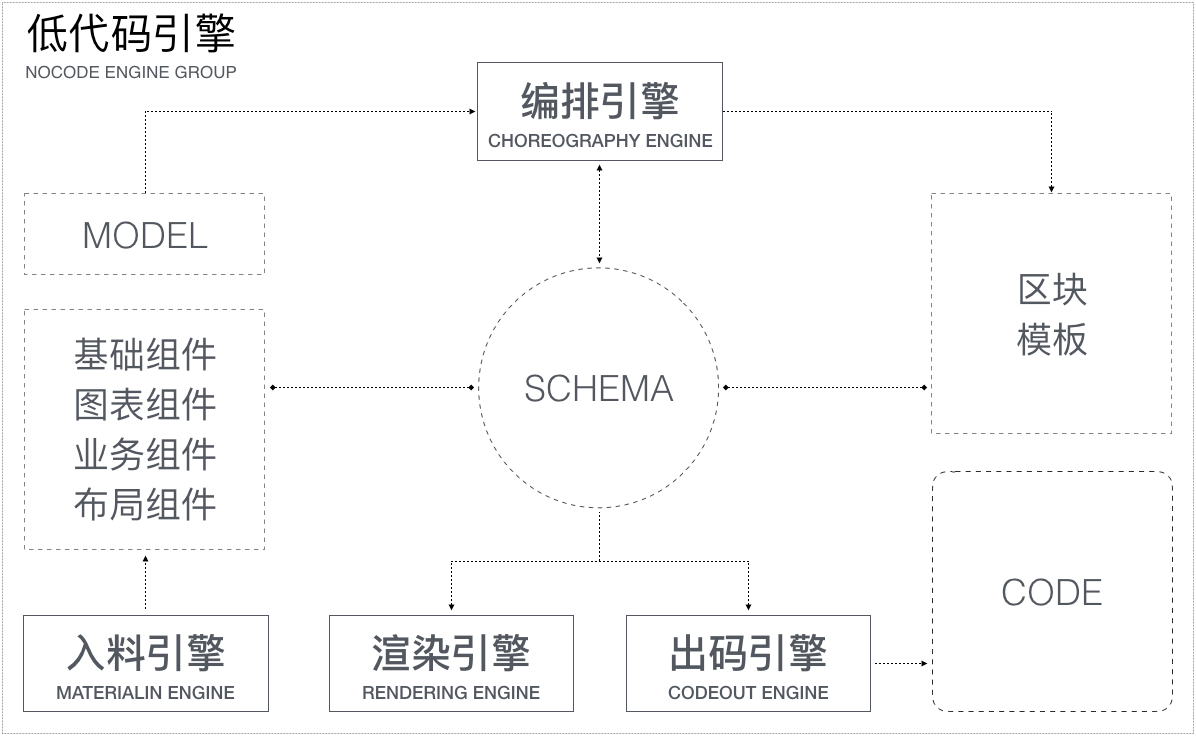 低代码引擎
NOCODE ENGINE GROUP
编排引擎
CHOREOGRAPHY ENGINE
MODEL
区块
模板
基础组件
图表组件
业务组件
布局组件
SCHEMA
CODE
入料引擎
MATERIALIN ENGINE
渲染引擎
RENDERING ENGINE
出码引擎
CODEOUT ENGINE